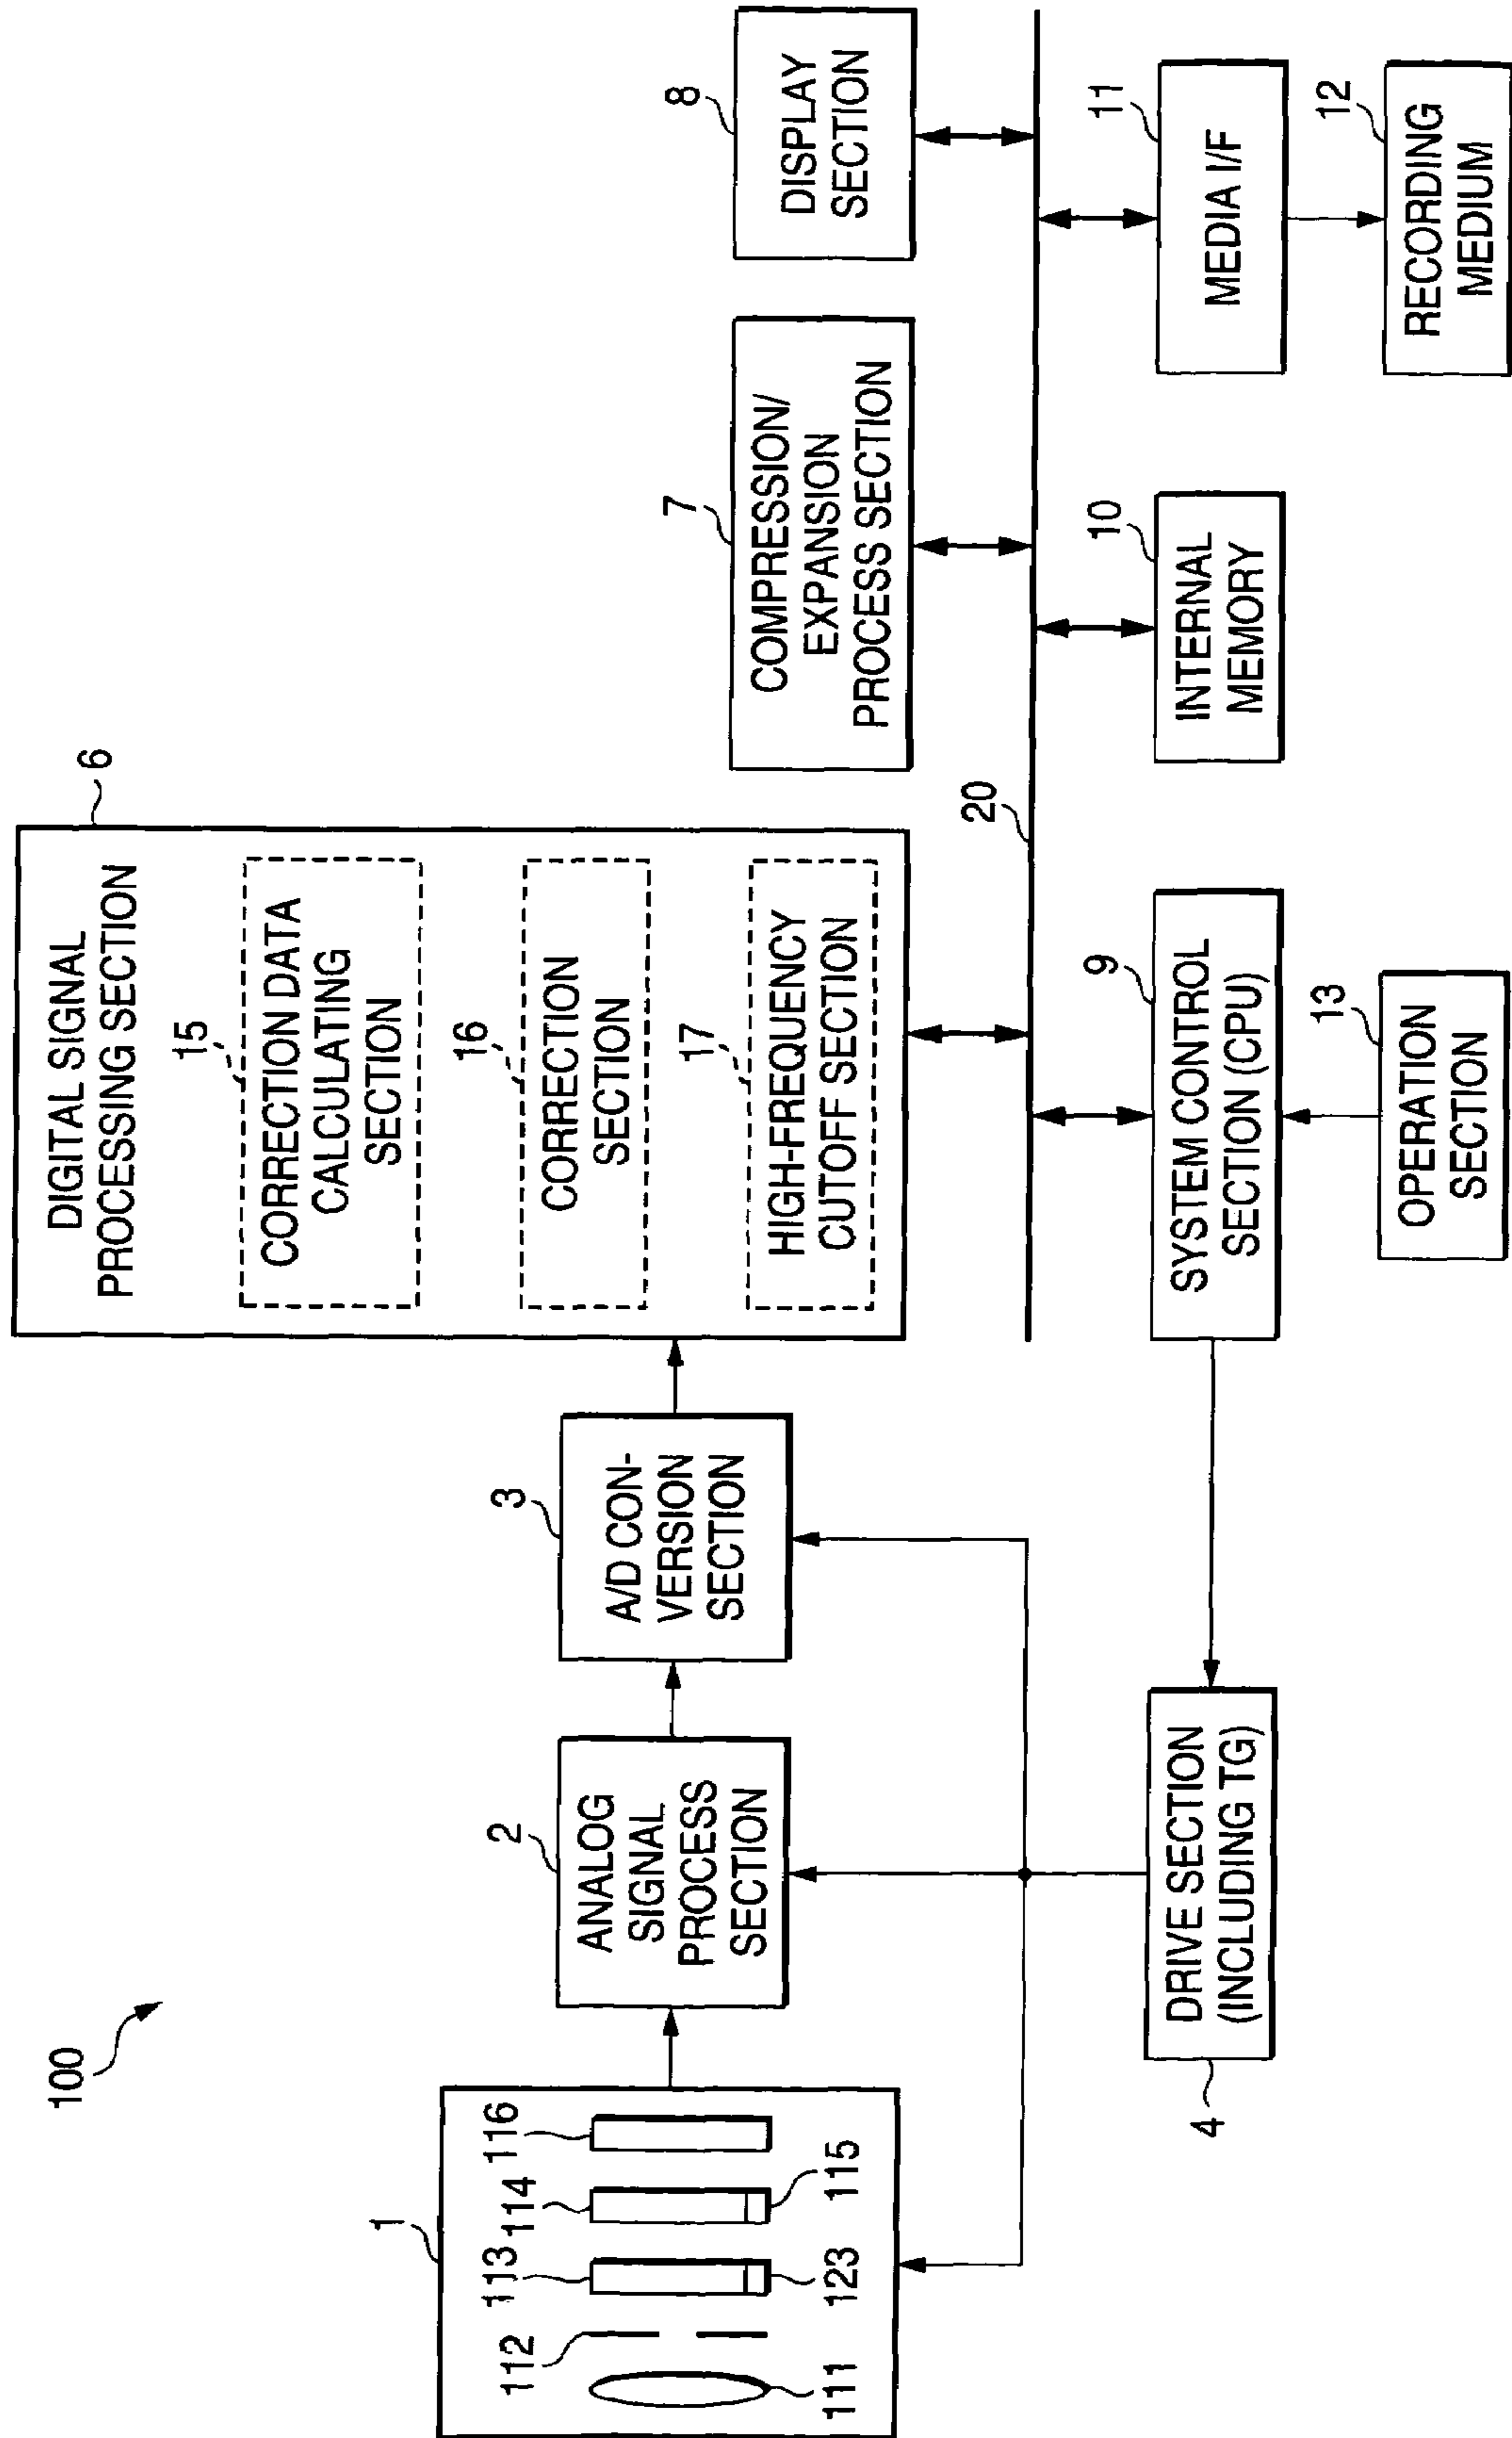 100
1
111
112
113
123
114
115
116
2
ANALOG
SIGNAL
PROCESS
SECTION
3
A/D CON-
VERSION
SECTION
4
DRIVE SECTION
(INCLUDING TG)
6
DIGITAL SIGNAL
PROCESSING SECTION
15
CORRECTION DATA
CALCULATING
SECTION
16
CORRECTION
SECTION
17
HIGH-FREQUENCY
CUTOFF SECTION
7
COMPRESSION/
EXPANSION
PROCESS SECTION
8
DISPLAY
SECTION
20
9
SYSTEM CONTROL
SECTION (CPU)
13
OPERATION
SECTION
10
INTERNAL
MEMORY
11
MEDIA I/F
12
RECORDING
MEDIUM